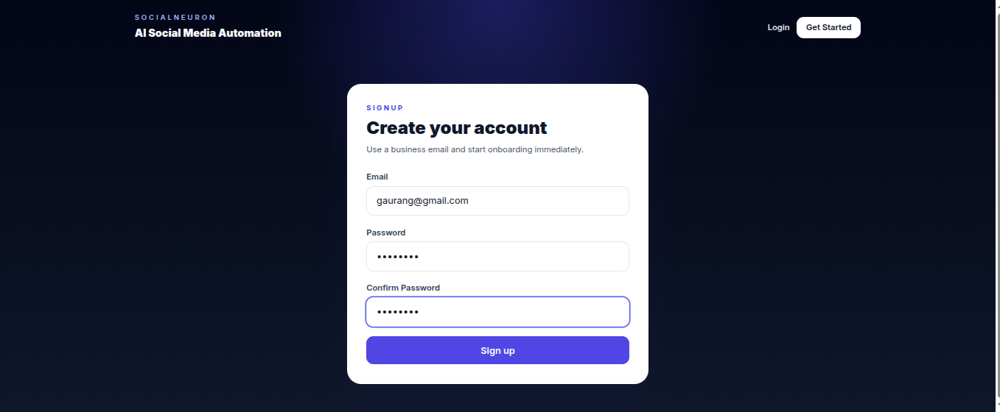 SOCIALNEURON
AI Social Media Automation
Login
Get Started
SIGNUP
Create your account
Use a business email and start onboarding immediately.
Email
gaurang@gmail.com
Password
••••••••
Confirm Password
••••••••
Sign up